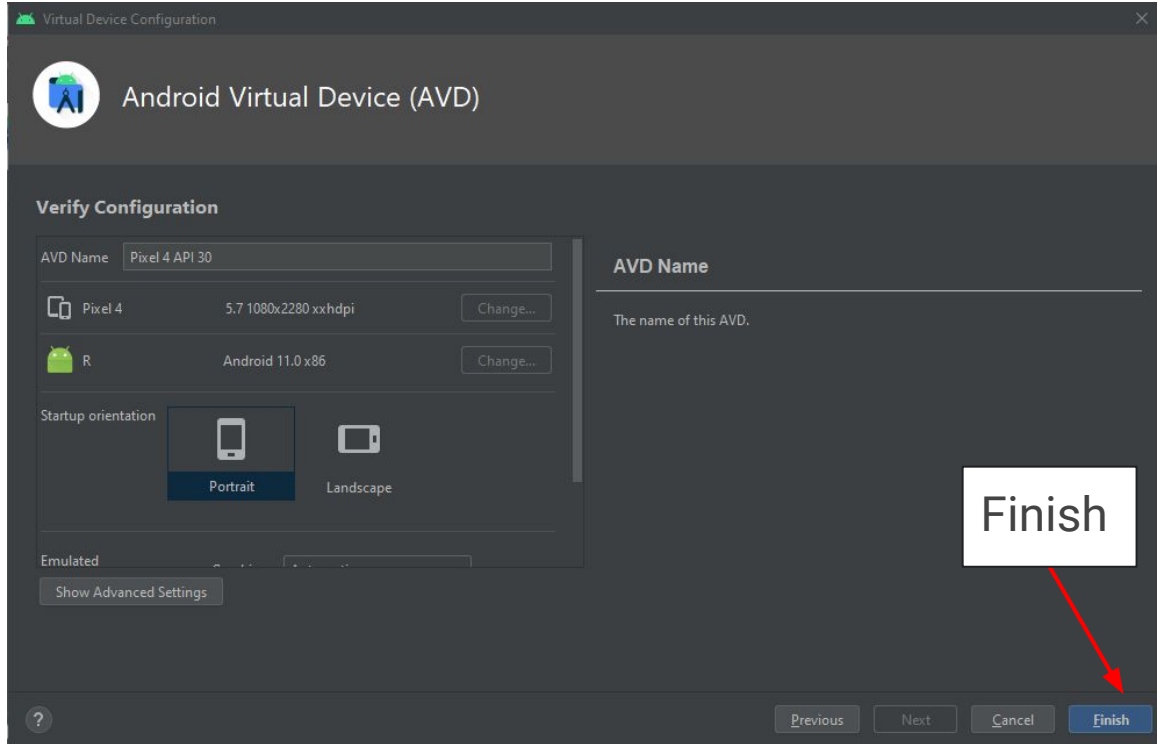 Virtual Device Configuration
Android Virtual Device (AVD)
Verify Configuration
AVD Name Pixel 4 API 30
Pixel 4 5.7 1080x2280 xxhdpi Change...
R Android 11.0 x86 Change...
Startup orientation
Portrait
Landscape
Emulated
Show Advanced Settings
AVD Name
The name of this AVD.
Finish
? Previous Next Cancel Finish